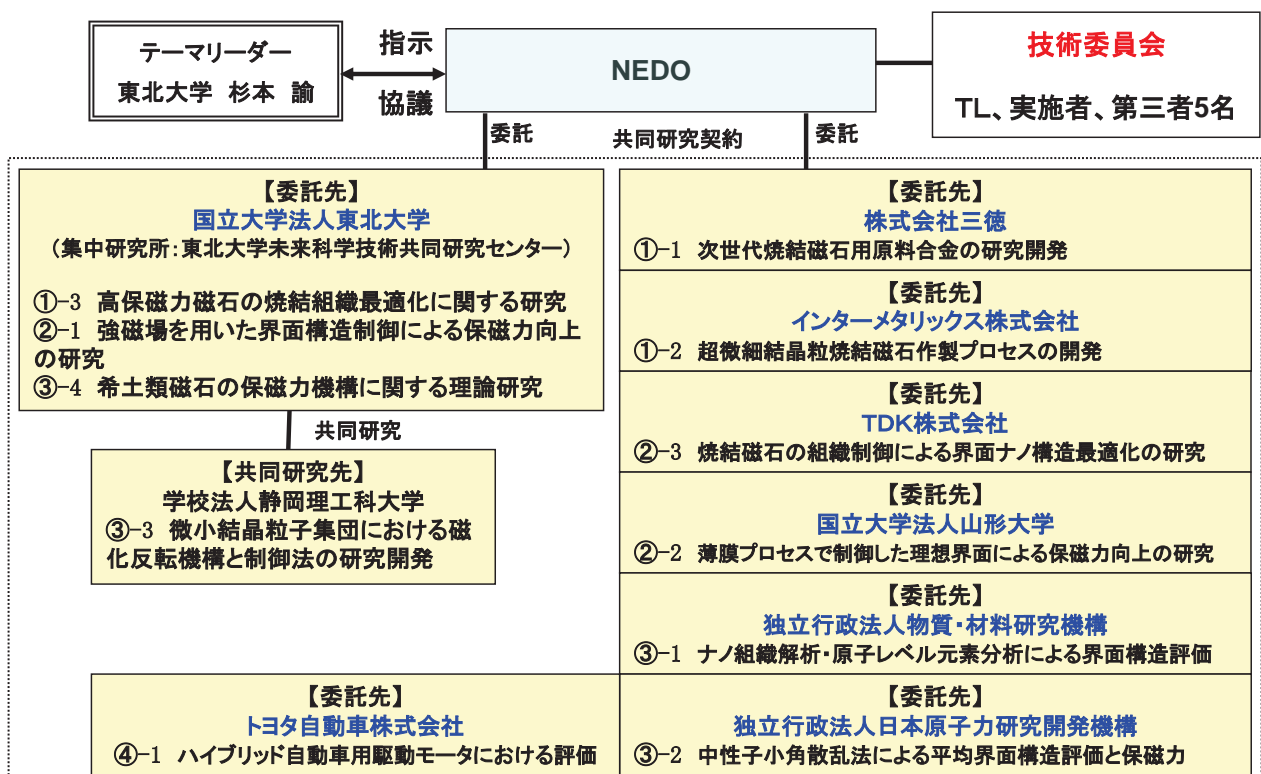 テーマリーダー
東北大学 杉本 諭
指示
協議
NEDO
技術委員会
TL、実施者、第三者5名
委託
共同研究契約
委託
【委託先】
国立大学法人東北大学
（集中研究所：東北大学未来科学技術共同研究センター）
①-3 高保磁力磁石の焼結組織最適化に関する研究
②-1 強磁場を用いた界面構造制御による保磁力向上
の研究
③-4 希土類磁石の保磁力機構に関する理論研究
共同研究
【共同研究先】
学校法人静岡理工科大学
③-3 微小結晶粒子集団における磁
化反転機構と制御法の研究開発
【委託先】
株式会社三徳
①-1 次世代焼結磁石用原料合金の研究開発
【委託先】
インターメタリックス株式会社
①-2 超微細結晶粒焼結磁石作製プロセスの開発
【委託先】
TDK株式会社
②-3 焼結磁石の組織制御による界面ナノ構造最適化の研究
【委託先】
国立大学法人山形大学
②-2 薄膜プロセスで制御した理想界面による保磁力向上の研究
【委託先】
独立行政法人物質・材料研究機構
③-1 ナノ組織解析・原子レベル元素分析による界面構造評価
【委託先】
トヨタ自動車株式会社
④-1 ハイブリッド自動車用駆動モータにおける評価
【委託先】
独立行政法人日本原子力研究開発機構
③-2 中性子小角散乱法による平均界面構造評価と保磁力